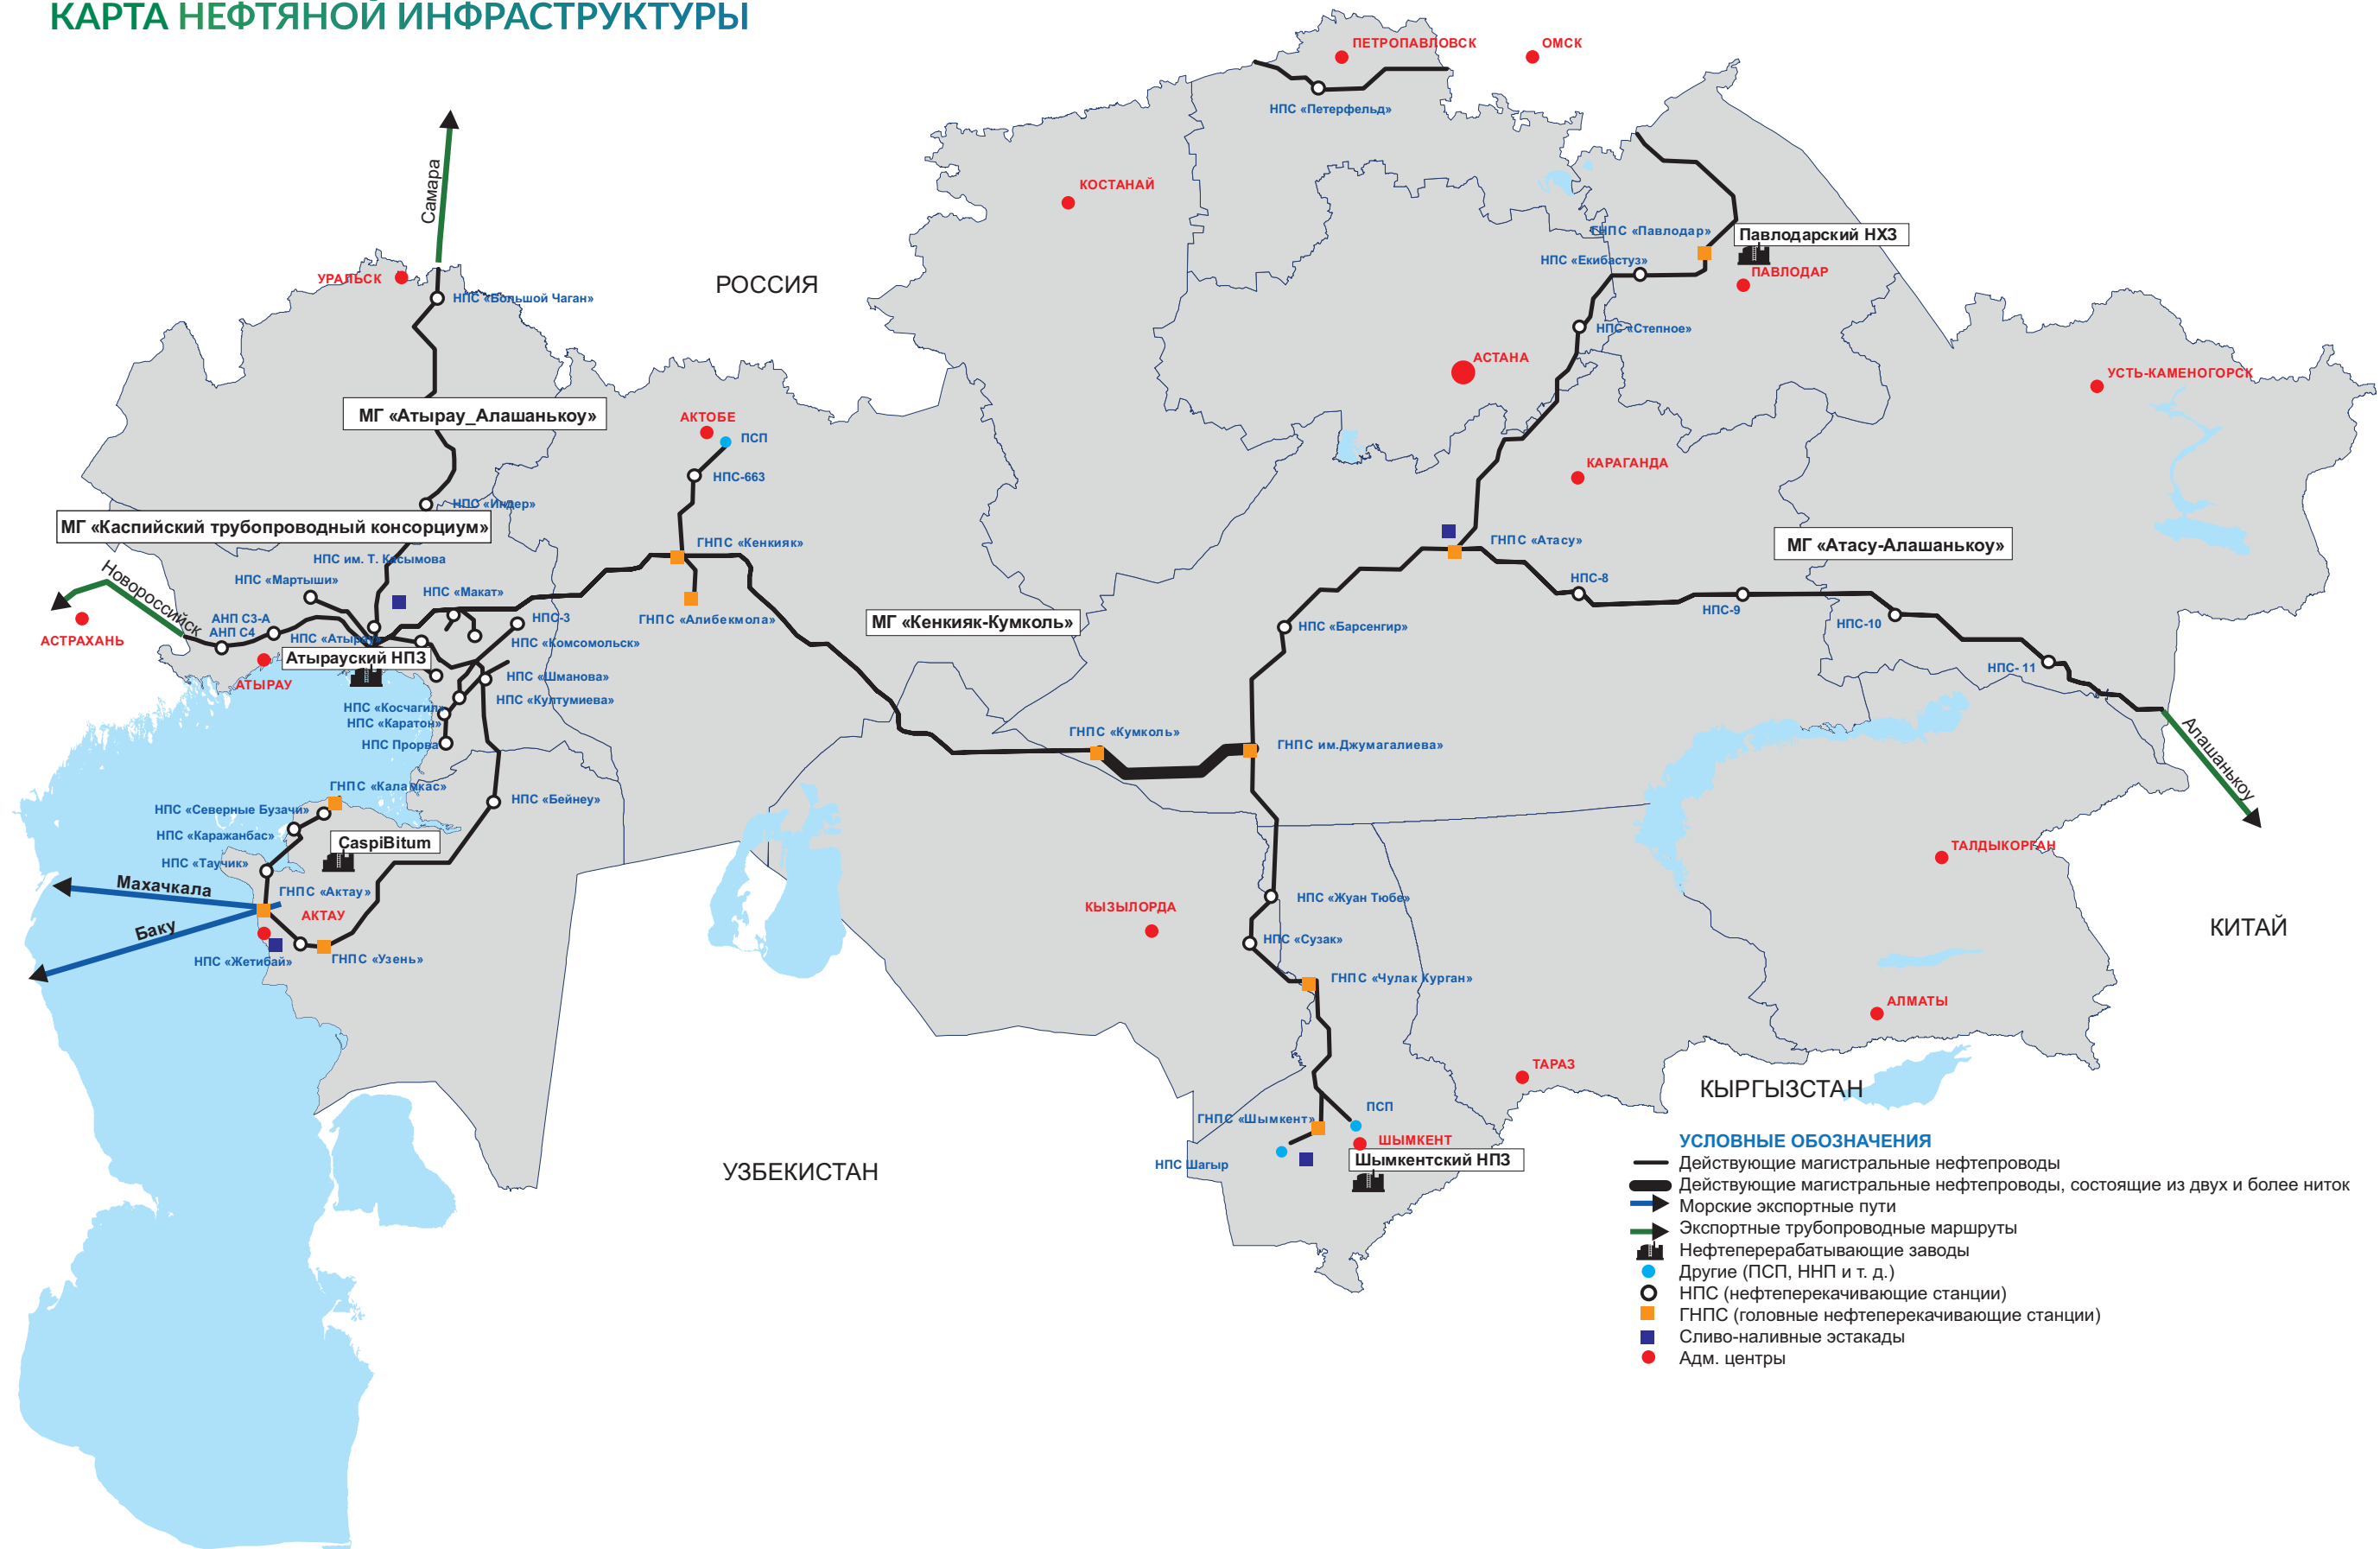 КАРТА НЕФТЯНОЙ ИНФРАСТРУКТУРЫ
ПЕТРОПАВЛОВСК
ОМСК
НПС «Петерфельд»
Самара
КОСТАНАЙ
РОССИЯ
УРАЛЬСК
НПС «Большой Чаган»
ГНПС «Павлодар»
Павлодарский НХЗ
НПС «Екибастуз»
ПАВЛОДАР
НПС «Степное»
АСТАНА
УСТЬ-КАМЕНОГОРСК
МГ «Атырау_Алашанькоу»
АКТОБЕ
ПСП
НПС-663
КАРАГАНДА
НПС «Индер»
МГ «Каспийский трубопроводный консорциум»
НПС им. Т. Касымова
ГНПС «Кенкияк»
ГНПС «Атасу»
МГ «Атасу-Алашанькоу»
Новороссийск
НПС «Мартыши»
НПС «Макат»
НПС-8
НПС-9
НПС-10
НПС- 11
АСТРАХАНЬ
АНП С3-А
АНП С4
НПС «Атырау»
НПС-3
ГНПС «Алибекмола»
МГ «Кенкияк-Кумколь»
НПС «Барсенгир»
НПС «Комсомольск»
Атырауский НПЗ
АТЫРАУ
НПС «Шманова»
НПС «Култумиева»
НПС «Косчагил»
НПС «Каратон»
НПС Прорва
ГНПС «Кумколь»
ГНПС им.Джумагалиева»
Алашанькоу
ГНПС «Каламкас»
НПС «Северные Бузачи»
НПС «Бейнеу»
НПС «Каражанбас»
CaspiBitum
НПС «Таучик»
ТАЛДЫКОРГАН
Махачкала
ГНПС «Актау»
АКТАУ
Баку
КЫЗЫЛОРДА
НПС «Жуан Тюбе»
КИТАЙ
НПС «Сузак»
НПС «Жетибай»
ГНПС «Узень»
ГНПС «Чулак Курган»
АЛМАТЫ
ТАРАЗ
КЫРГЫЗСТАН
ПСП
ГНПС «Шымкент»
ШЫМКЕНТ
НПС Шагыр
Шымкентский НПЗ
УЗБЕКИСТАН
УСЛОВНЫЕ ОБОЗНАЧЕНИЯ
Действующие магистральные нефтепроводы
Действующие магистральные нефтепроводы, состоящие из двух и более ниток
Морские экспортные пути
Экспортные трубопроводные маршруты
Нефтеперерабатывающие заводы
Другие (ПСП, ННП и т. д.)
НПС (нефтеперекачивающие станции)
ГНПС (головные нефтеперекачивающие станции)
Сливо-наливные эстакады
Адм. центры